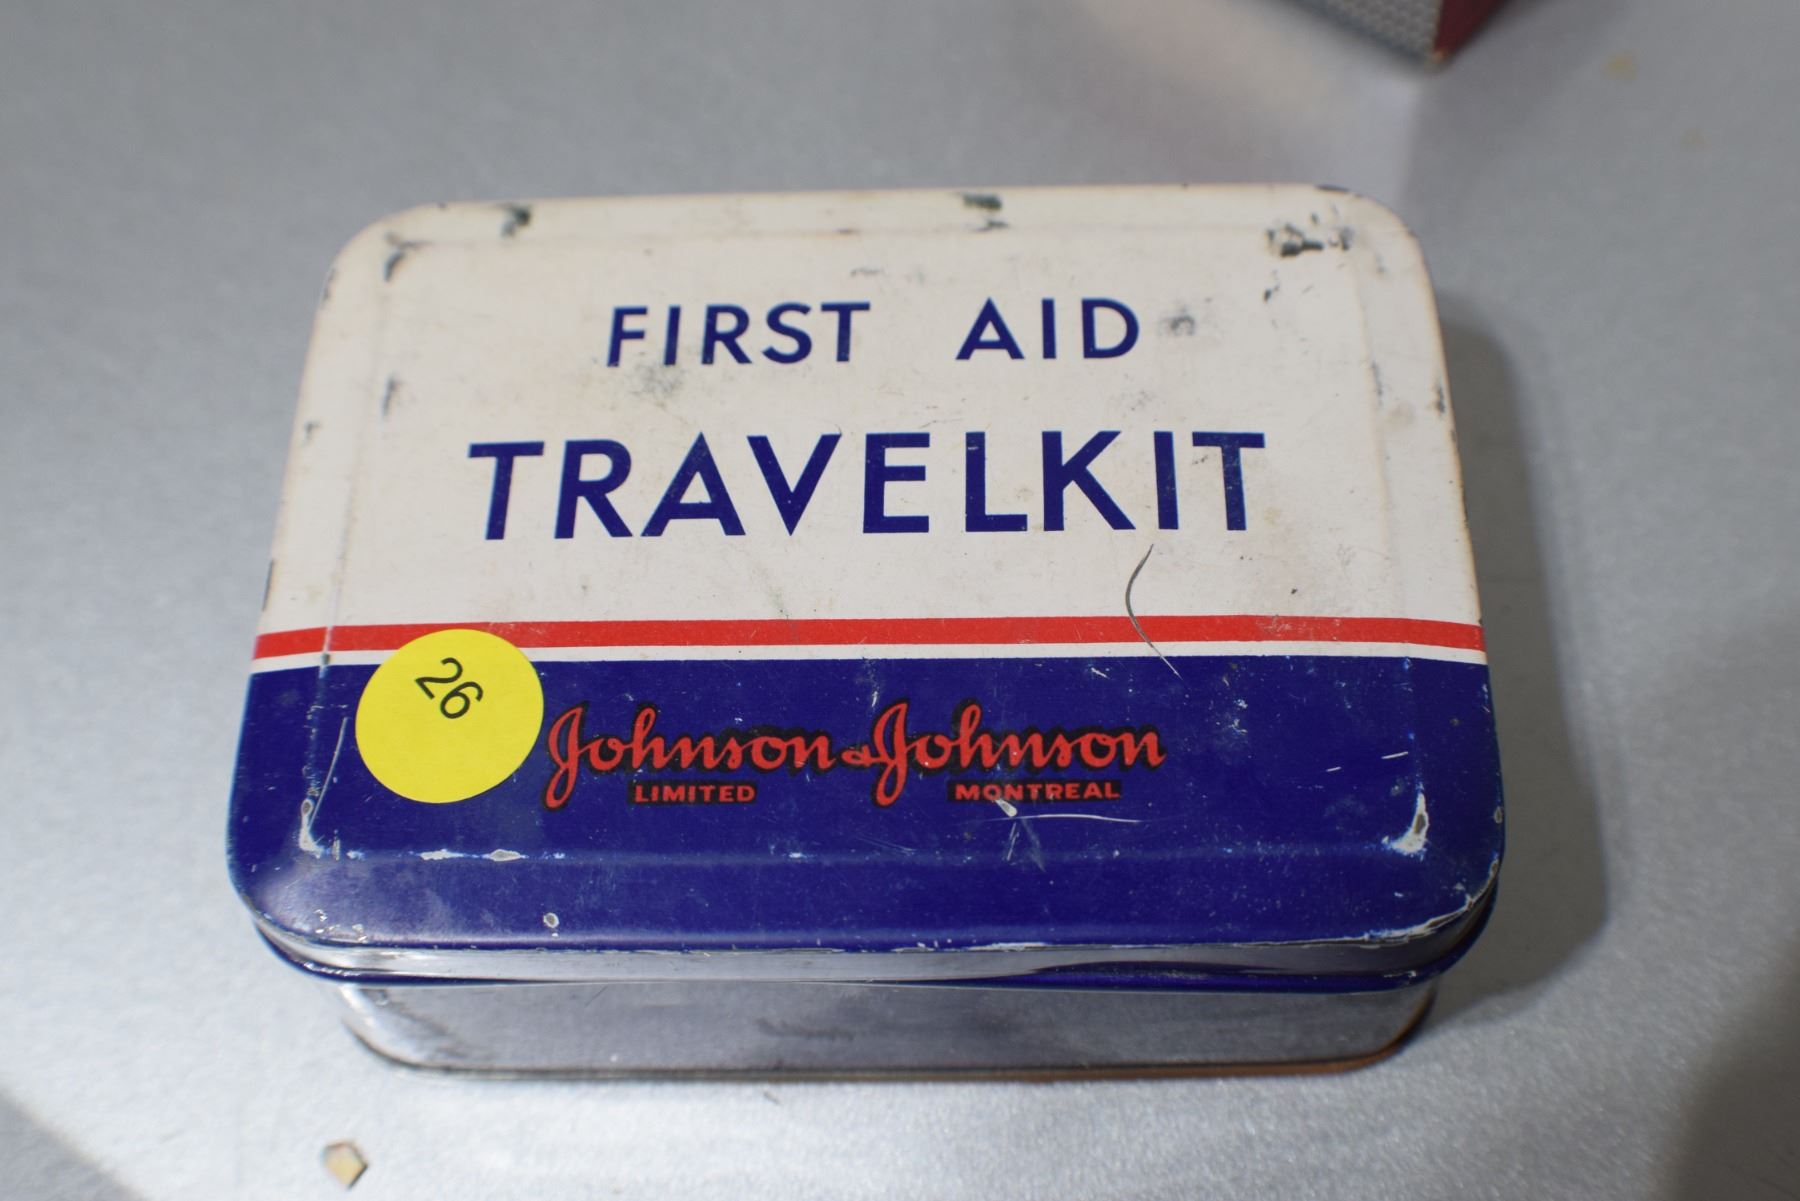 FIRST AID
TRAVELKIT
26
Johnson & Johnson
LIMITED MONTREAL